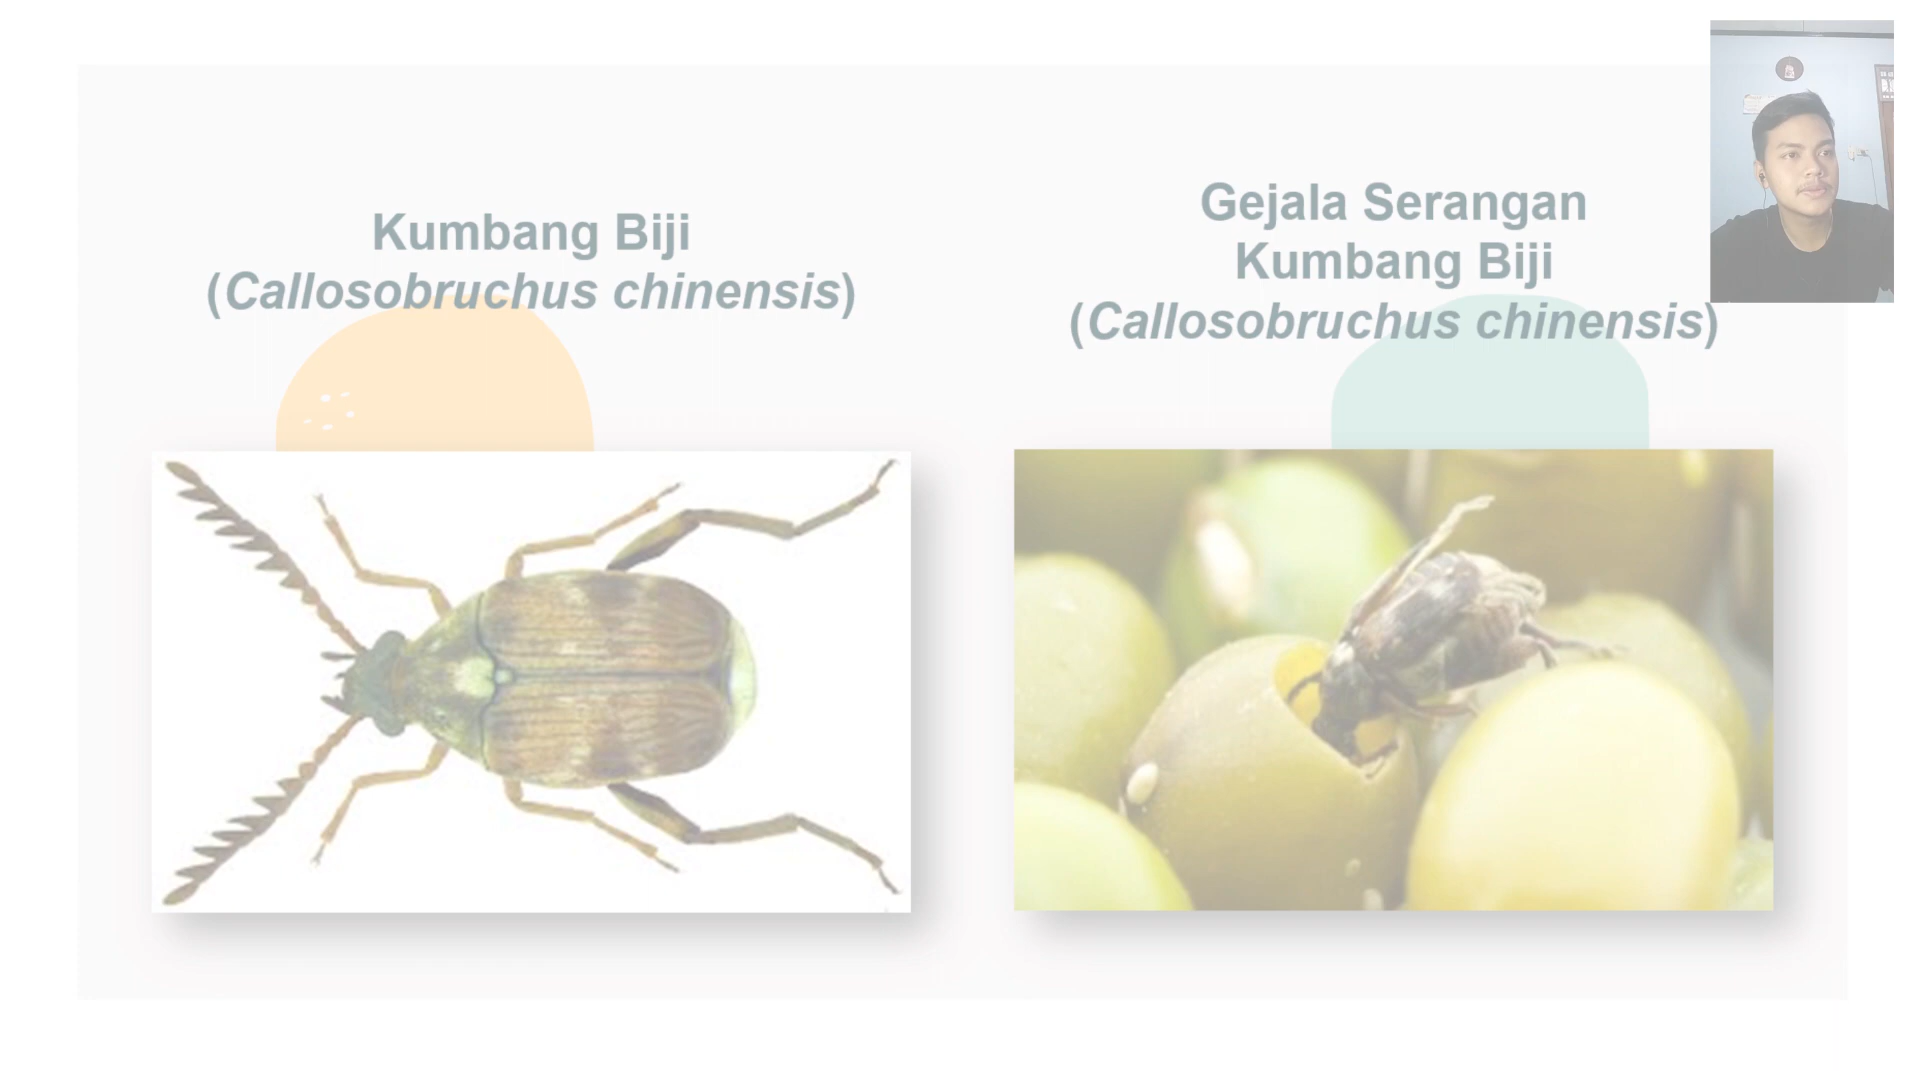 Kumbang Biji
(Callosobruchus chinensis)
Gejala Serangan
Kumbang Biji
(Callosobruchus chinensis)